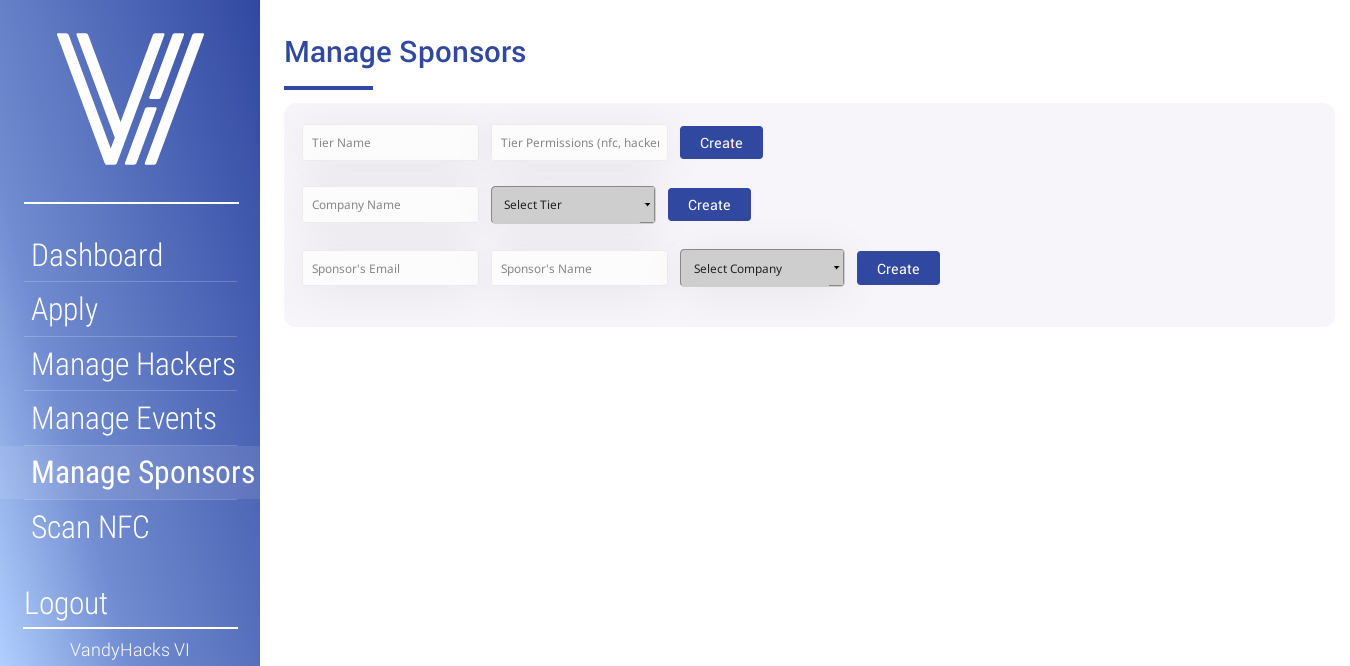 Manage Sponsors
Tier Name
Tier Permissions (nfc, hacker
Create
Company Name
Select Tier
Create
Sponsor's Email
Sponsor's Name
Select Company
Create
Dashboard
Apply
Manage Hackers
Manage Events
Manage Sponsors
Scan NFC
Logout
VandyHacks VI